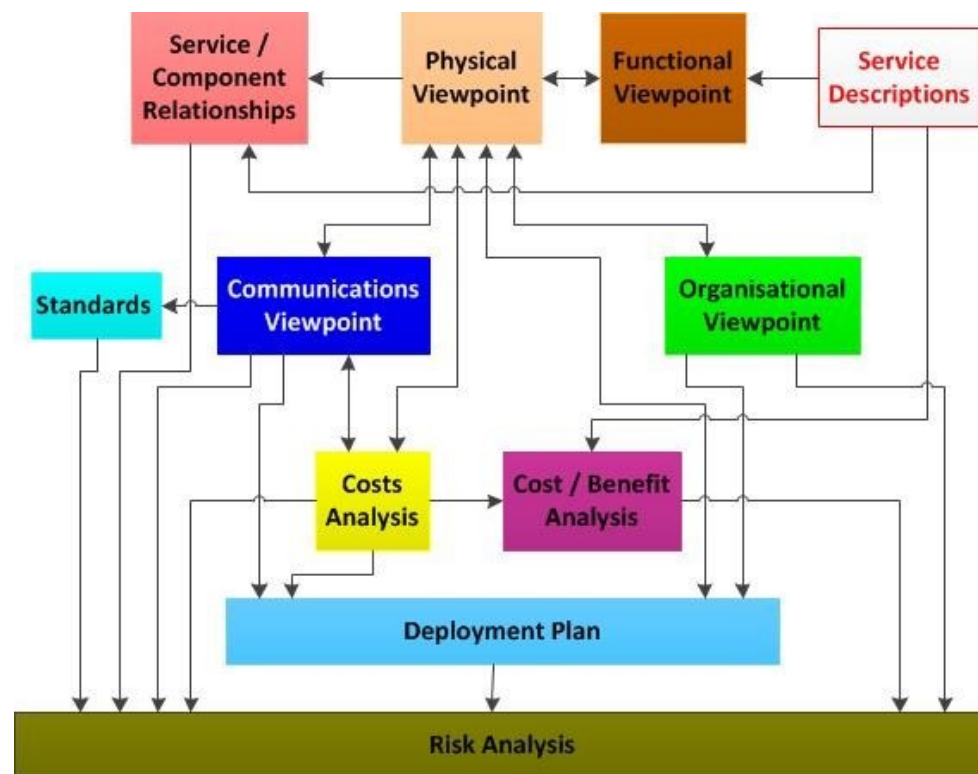 Service /
Component
Relationships
Physical
Viewpoint
Functional
Viewpoint
Service
Descriptions
Standards
Communications
Viewpoint
Organisational
Viewpoint
Costs
Analysis
Cost / Benefit
Analysis
Deployment Plan
Risk Analysis